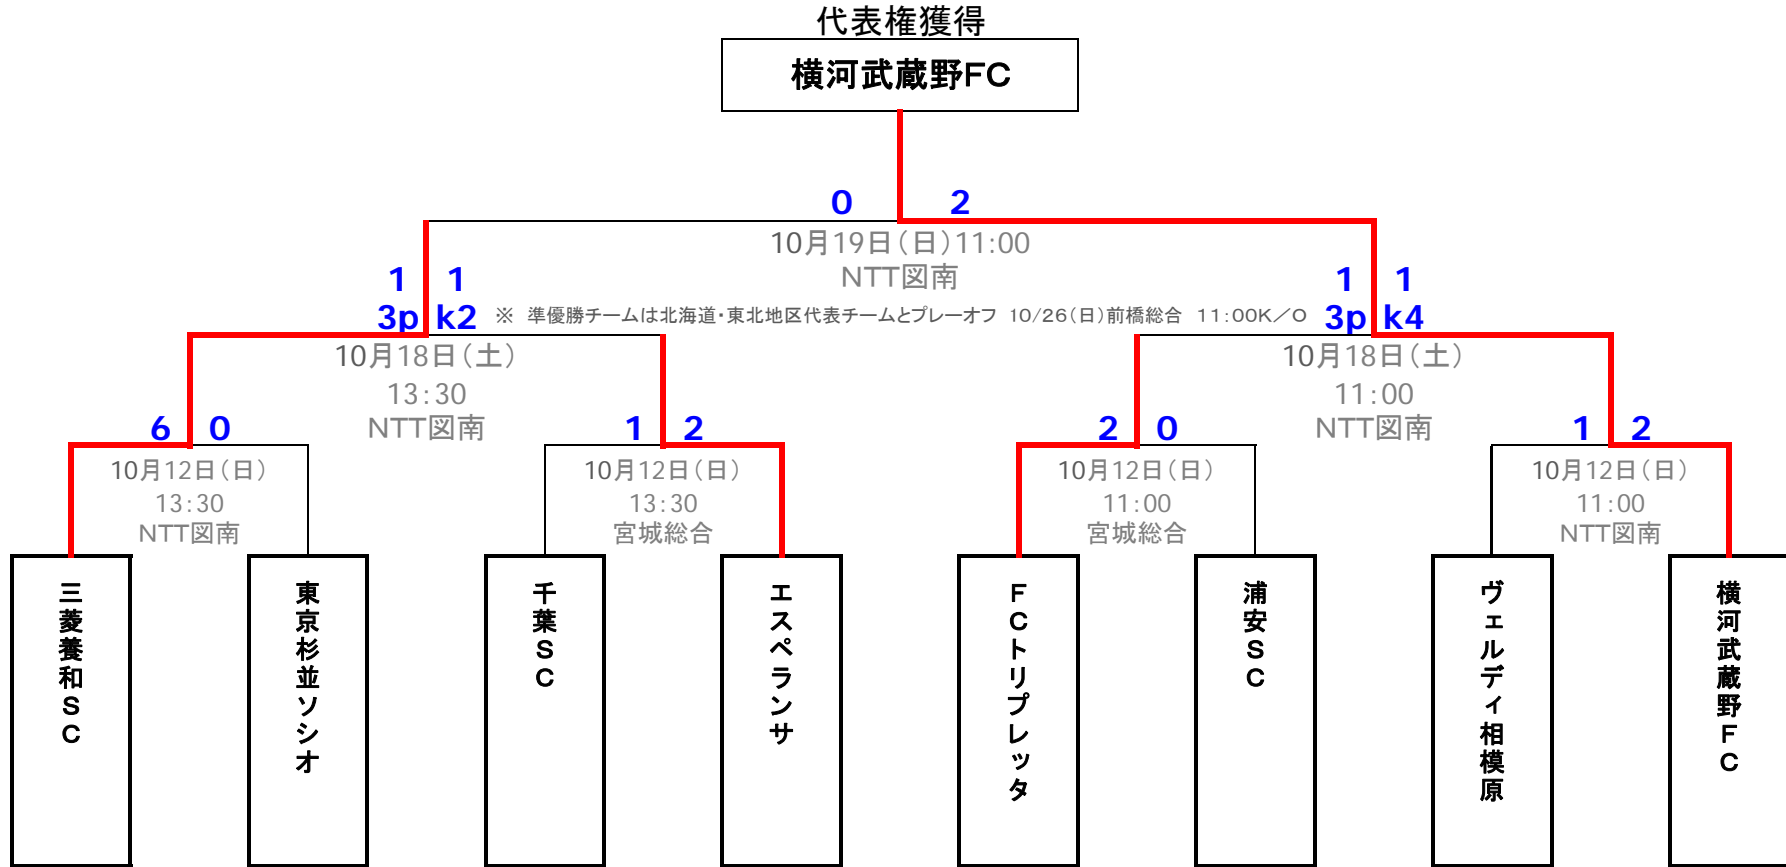 代表権獲得
横河武蔵野FC
0 2
10月19日(日)11:00
NTT図南
1 1
3p k2
1 1
3p k4
※ 準優勝チームは北海道・東北地区代表チームとプレーオフ 10/26(日)前橋総合 11:00K/O
10月18日(土)
13:30
NTT図南
10月18日(土)
11:00
NTT図南
6 0
10月12日(日)
13:30
NTT図南
1 2
10月12日(日)
13:30
宮城総合
2 0
10月12日(日)
11:00
宮城総合
1 2
10月12日(日)
11:00
NTT図南
三菱養和SC
東京杉並ソシオ
千葉SC
エスペランサ
FCトリプレッタ
浦安SC
ヴェルディ相模原
横河武蔵野FC